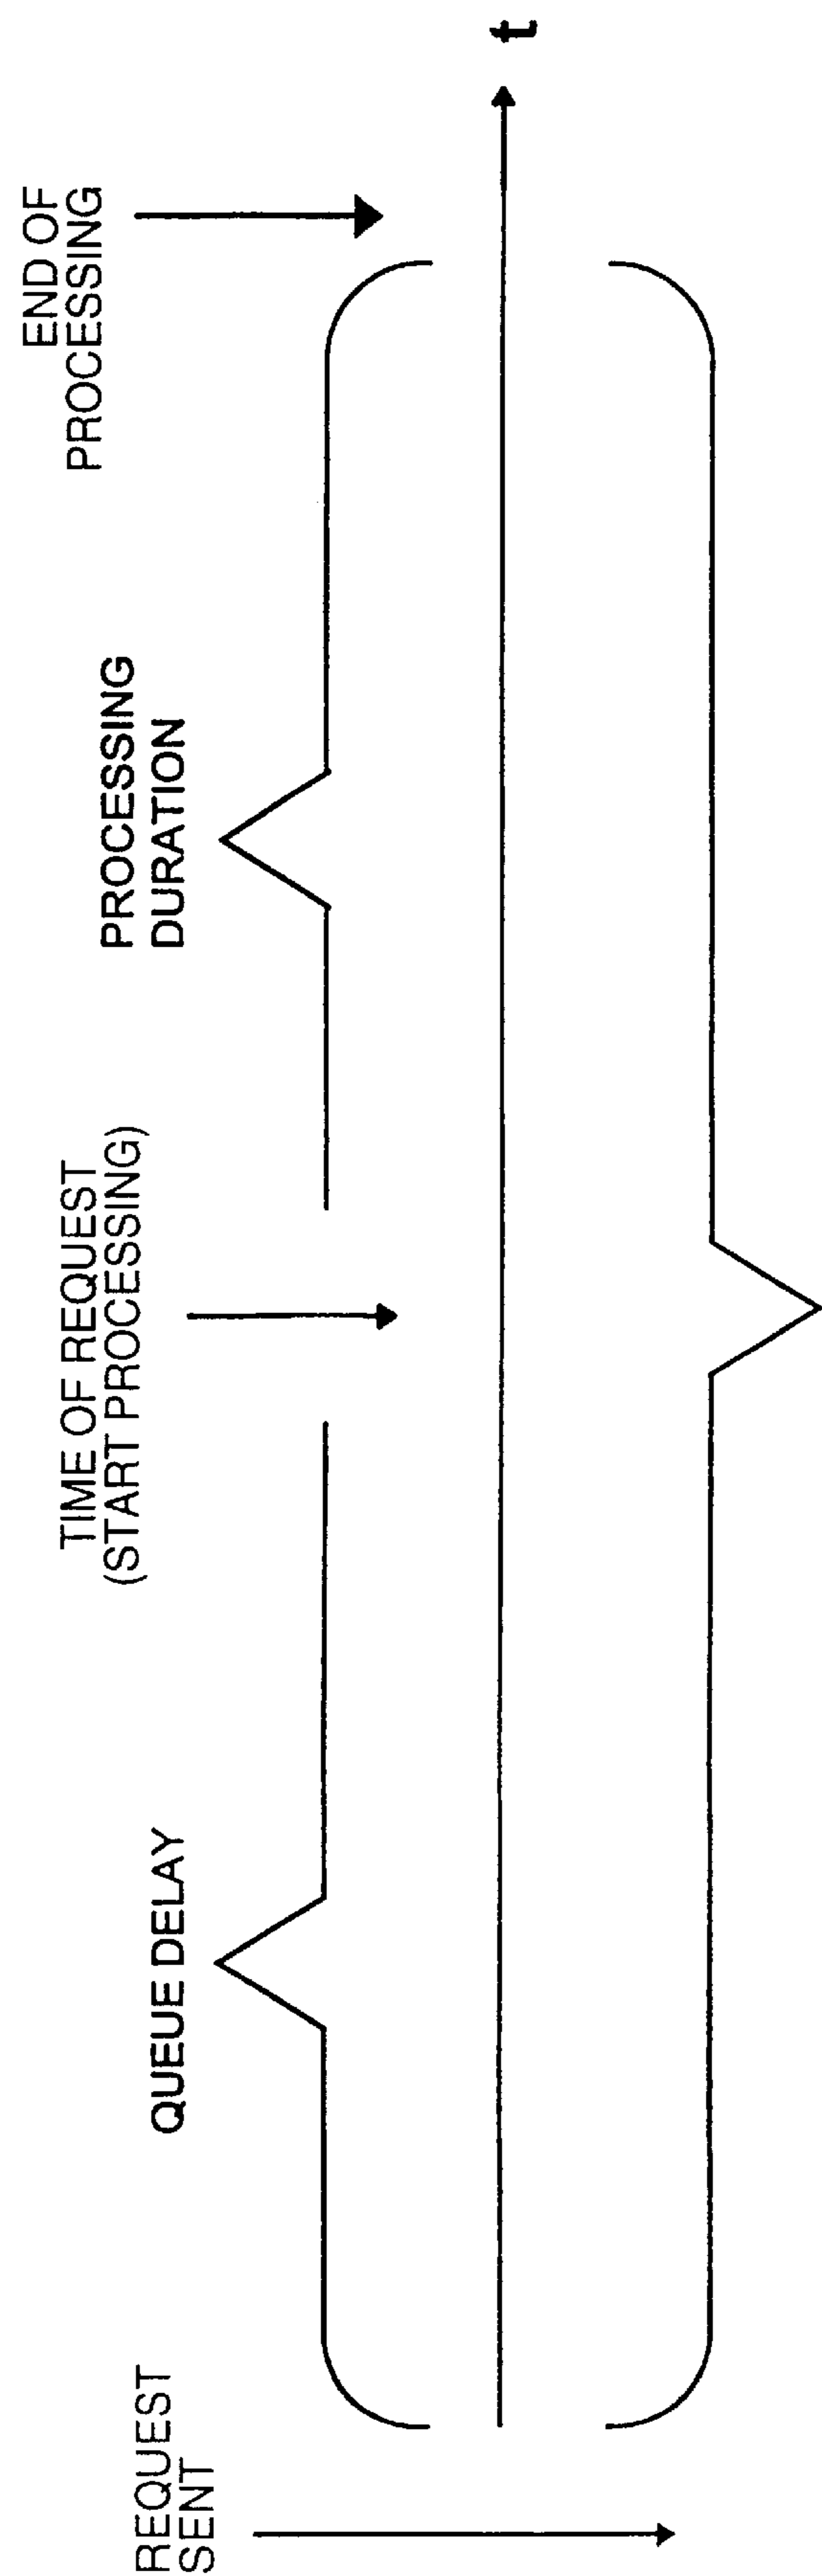 REQUEST
SENT
QUEUE DELAY
TIME OF REQUEST
(START PROCESSING)
PROCESSING
DURATION
END OF
PROCESSING
t